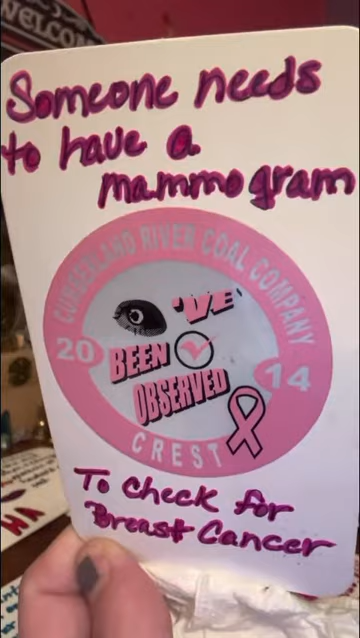 WELCOME
Someone needs
to have a
mammogram
CUMBERLAND RIVER COAL COMPANY
'VE
20 BEEN 14
OBSERVED
CREST
To check for
Breast Cancer